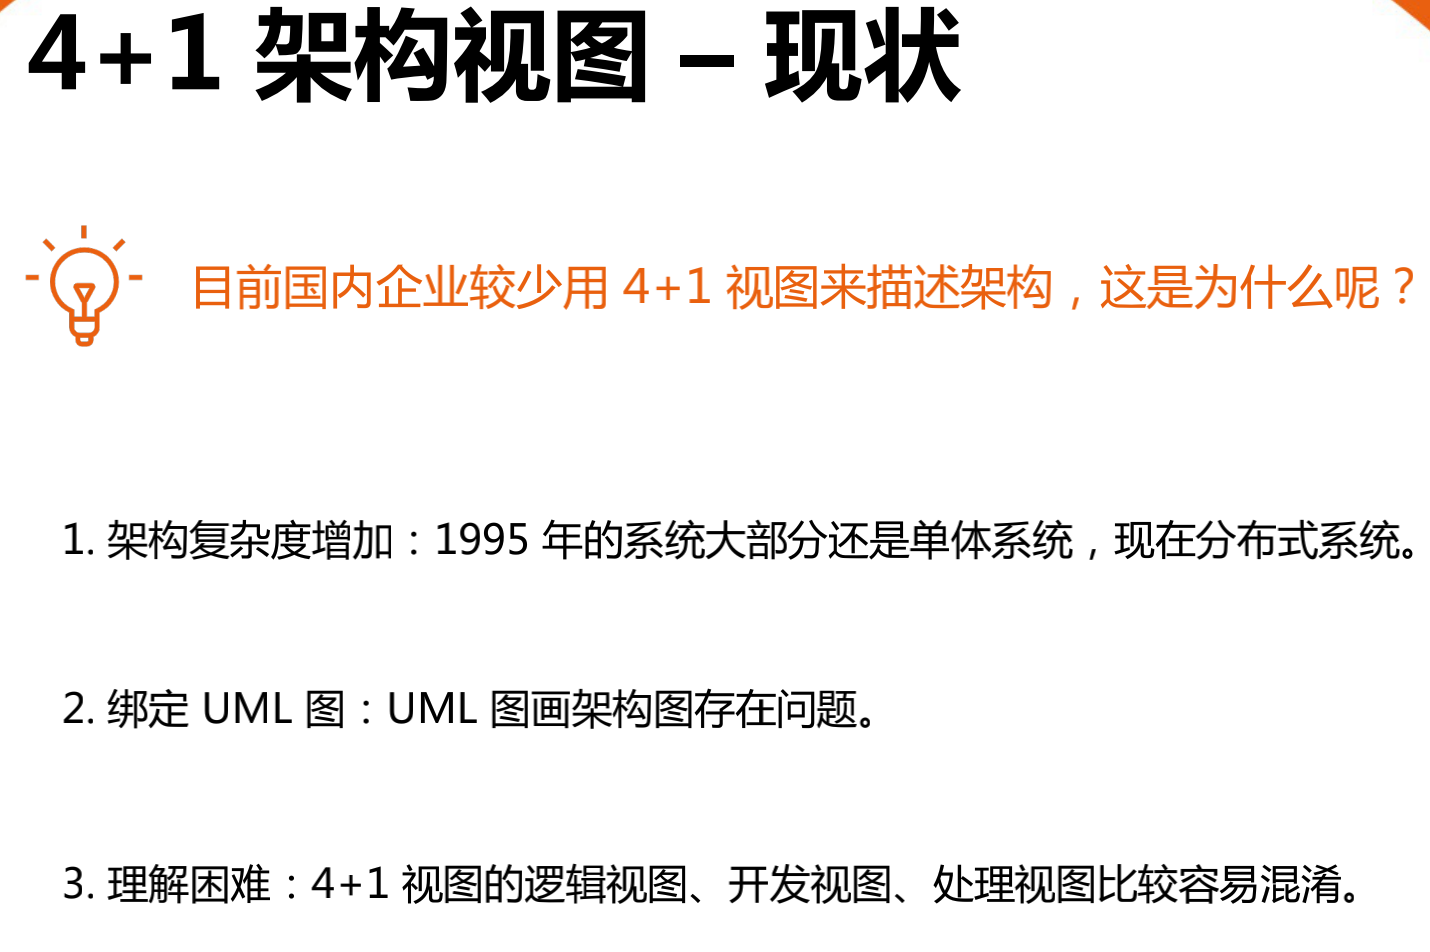 4+1 架构视图 – 现状
目前国内企业较少用 4+1 视图来描述架构，这是为什么呢？
1. 架构复杂度增加：1995 年的系统大部分还是单体系统，现在分布式系统。
2. 绑定 UML 图：UML 图画架构图存在问题。
3. 理解困难：4+1 视图的逻辑视图、开发视图、处理视图比较容易混淆。